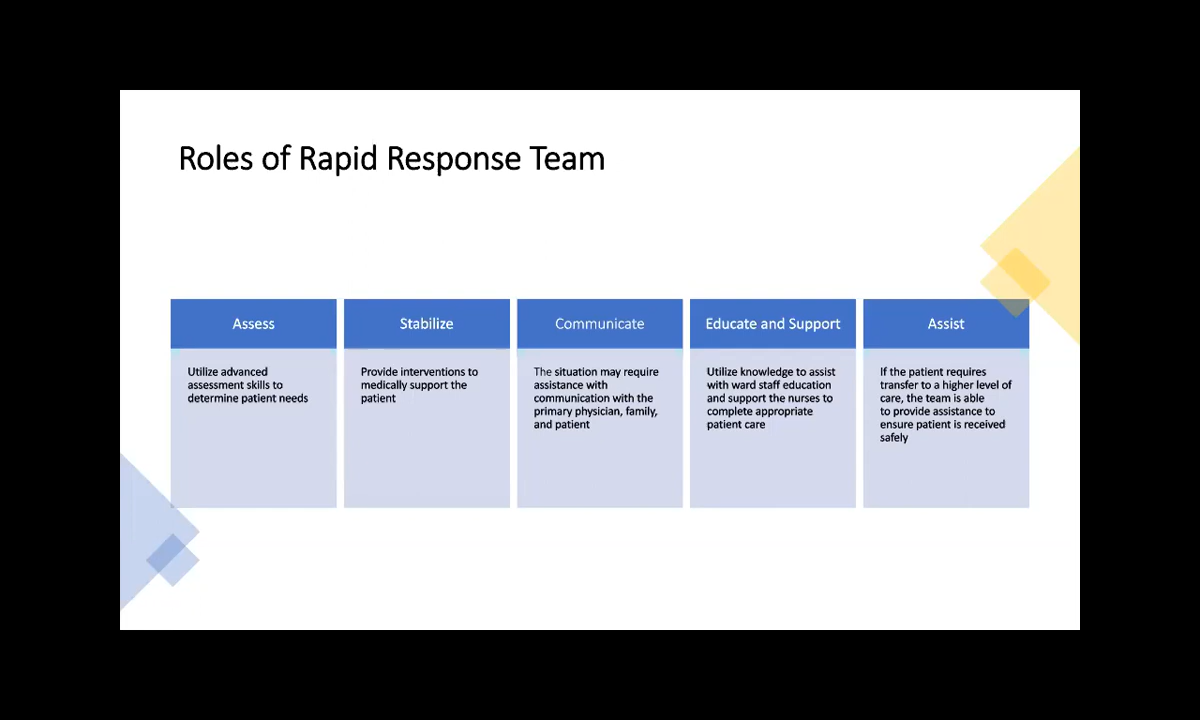 Roles of Rapid Response Team
Assess
Utilize advanced
assessment skills to
determine patient needs
Stabilize
Provide interventions to
medically support the
patient
Communicate
The situation may require
assistance with
communication with the
primary physician, family,
and patient
Educate and Support
Utilize knowledge to assist
with ward staff education
and support the nurses to
complete appropriate
patient care
Assist
If the patient requires
transfer to a higher level of
care, the team is able
to provide assistance to
ensure patient is received
safely